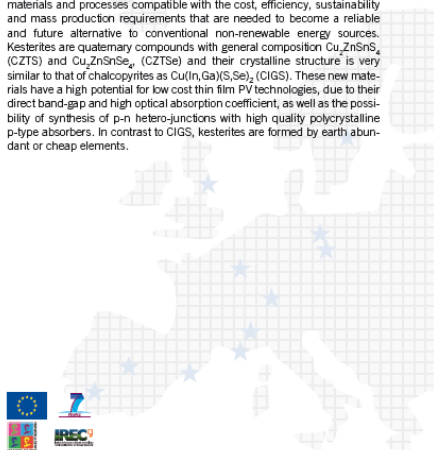 materials and processes compatible with the cost, efficiency, sustainability
and mass production requirements that are needed to become a reliable
and future alternative to conventional non-renewable energy sources.
Kesterites are quaternary compounds with general composition Cu₂ZnSnS₄
(CZTS) and Cu₂ZnSnSe₄, (CZTSe) and their crystalline structure is very
similar to that of chalcopyrites as Cu(In,Ga)(S,Se)₂ (CIGS). These new mate-
rials have a high potential for low cost thin film PV technologies, due to their
direct band-gap and high optical absorption coefficient, as well as the possi-
bility of synthesis of p-n hetero-junctions with high quality polycrystalline
p-type absorbers. In contrast to CIGS, kesterites are formed by earth abun-
dant or cheap elements.
7
IREC